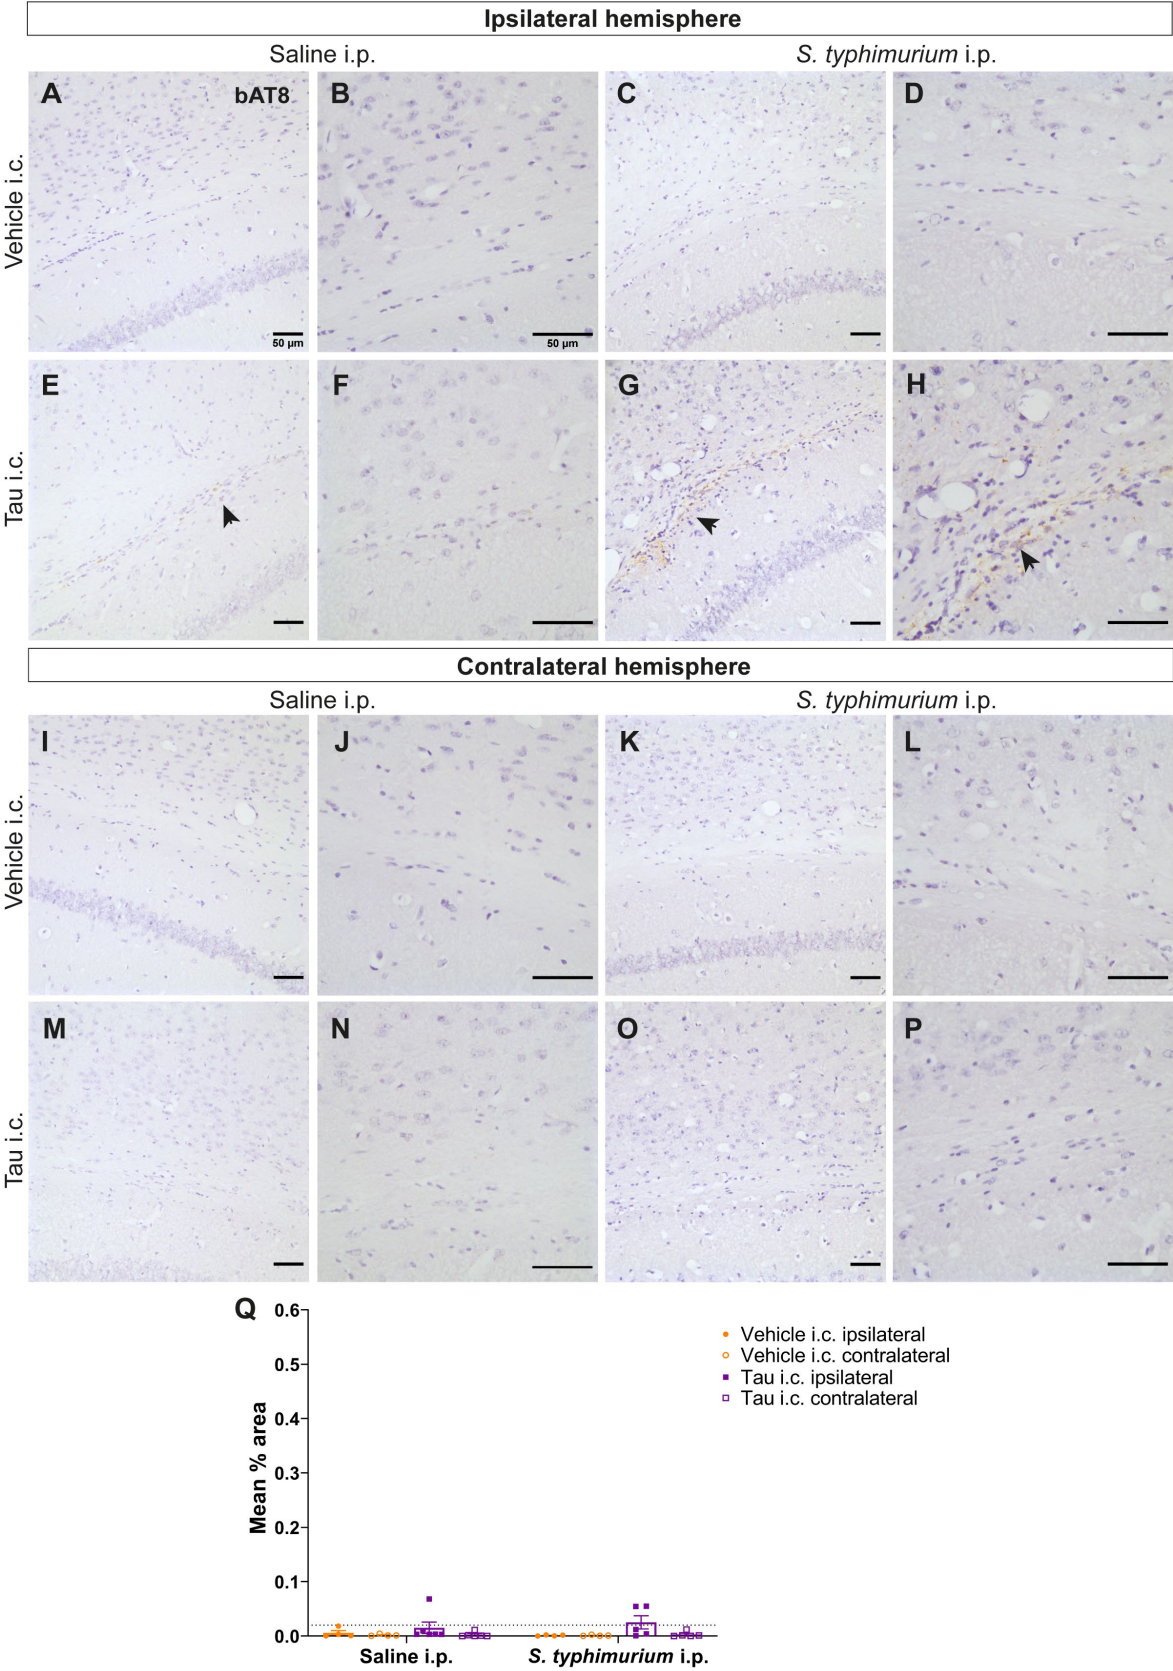 Ipsilateral hemisphere
Saline i.p.
S. typhimurium i.p.
Vehicle i.c.
A
bAT8
50 µm
B
50 µm
C
D
Tau i.c.
E
F
G
H
Contralateral hemisphere
Saline i.p.
S. typhimurium i.p.
Vehicle i.c.
I
J
K
L
Tau i.c.
M
N
O
P
Q
Mean % area
0.6
0.5
0.4
0.3
0.2
0.1
0.0
Saline i.p.
S. typhimurium i.p.
Vehicle i.c. ipsilateral
Vehicle i.c. contralateral
Tau i.c. ipsilateral
Tau i.c. contralateral